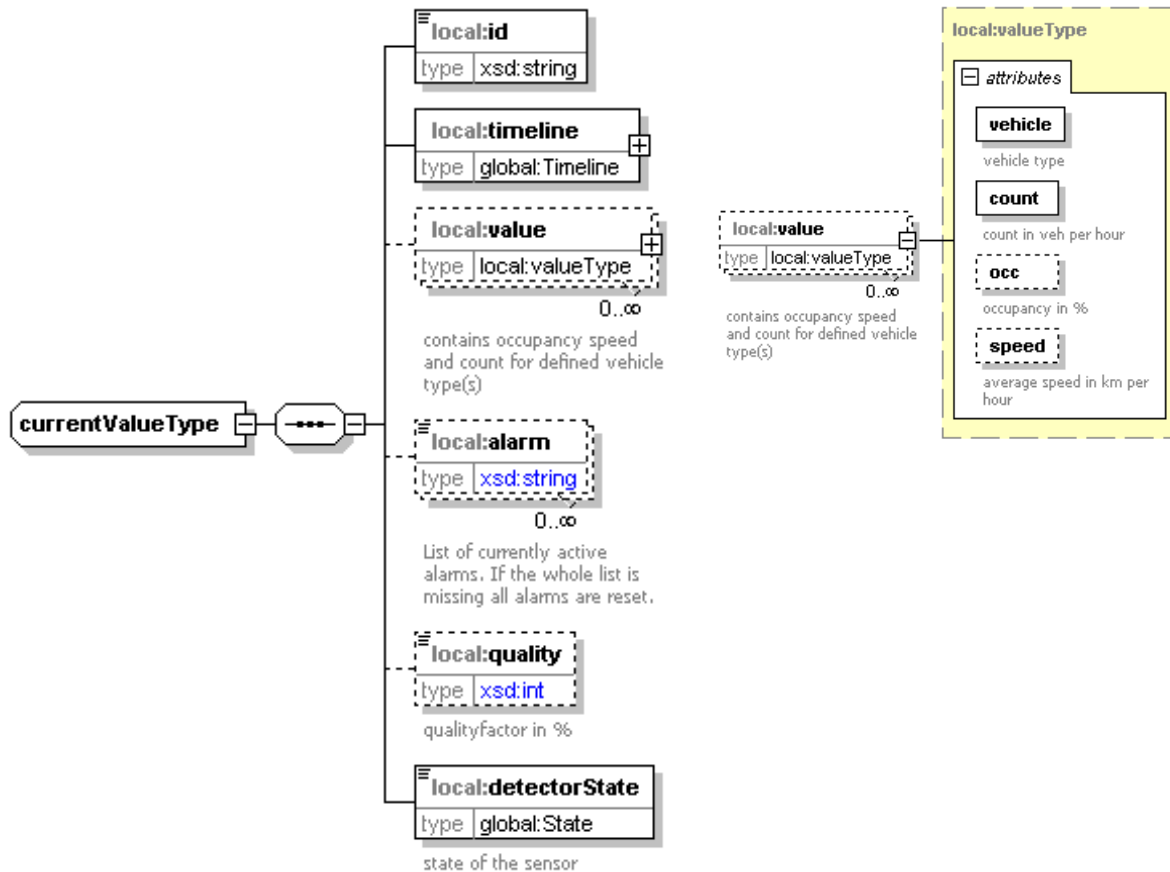 currentValueType
local:id
type xsd:string
local:timeline
type global:Timeline
local:value
type local:valueType
0..∞
contains occupancy speed
and count for defined vehicle
type(s)
local:alarm
type xsd:string
0..∞
List of currently active
alarms. If the whole list is
missing all alarms are reset.
local:quality
type xsd:int
qualityfactor in %
local:detectorState
type global:State
state of the sensor
local:value
type local:valueType
0..∞
contains occupancy speed
and count for defined vehicle
type(s)
local:valueType
attributes
vehicle
vehicle type
count
count in veh per hour
occ
occupancy in %
speed
average speed in km per
hour